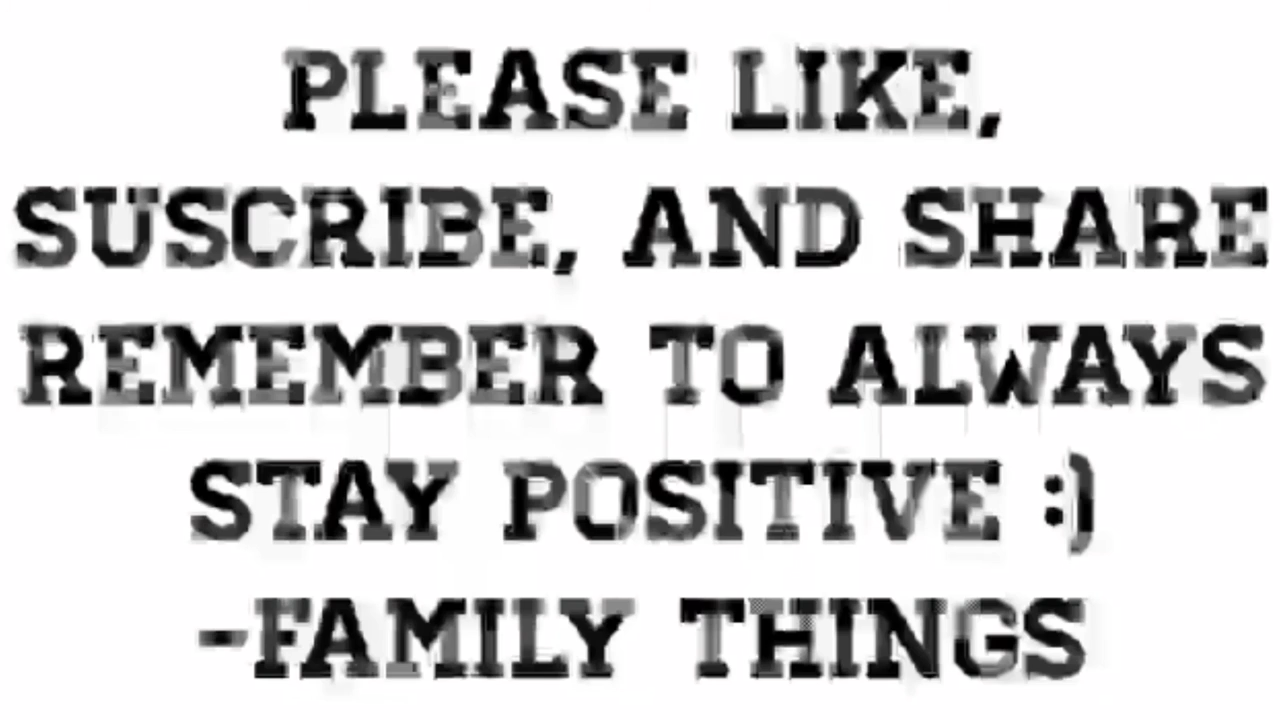 PLEASE LIKE,
SUSCRIBE, AND SHARE
REMEMBER TO ALWAYS
STAY POSITIVE :)
-FAMILY THINGS